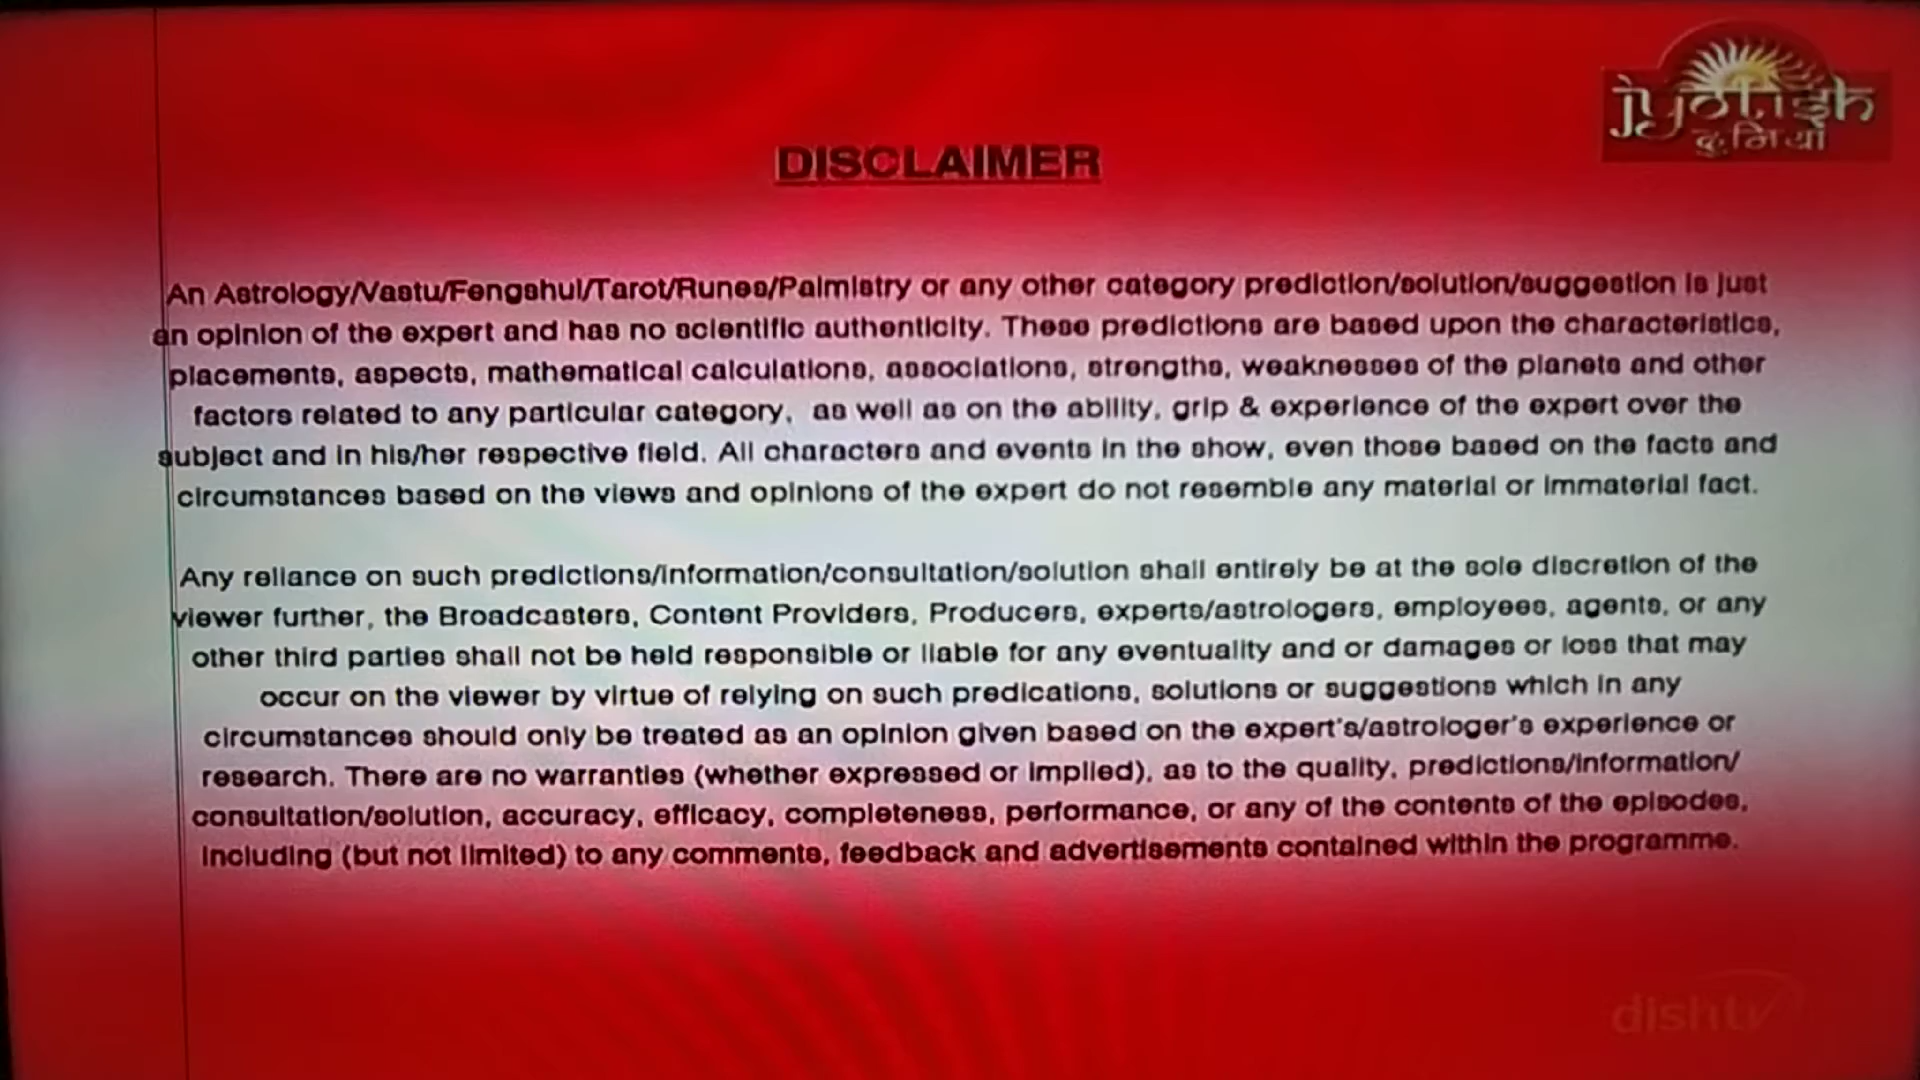 Jyotish
दुनिया
DISCLAIMER
An Astrology/Vastu/Fengshui/Tarot/Runes/Palmistry or any other category prediction/solution/suggestion is just
an opinion of the expert and has no scientific authenticity. These predictions are based upon the characteristics,
placements, aspects, mathematical calculations, associations, strengths, weaknesses of the planets and other
factors related to any particular category, as well as on the ability, grip & experience of the expert over the
subject and in his/her respective field. All characters and events in the show, even those based on the facts and
circumstances based on the views and opinions of the expert do not resemble any material or immaterial fact.
Any reliance on such predictions/information/consultation/solution shall entirely be at the sole discretion of the
viewer further, the Broadcasters, Content Providers, Producers, experts/astrologers, employees, agents, or any
other third parties shall not be held responsible or liable for any eventuality and or damages or loss that may
occur on the viewer by virtue of relying on such predications, solutions or suggestions which in any
circumstances should only be treated as an opinion given based on the expert's/astrologer's experience or
research. There are no warranties (whether expressed or implied), as to the quality, predictions/information/
consultation/solution, accuracy, efficacy, completeness, performance, or any of the contents of the episodes,
including (but not limited) to any comments, feedback and advertisements contained within the programme.
dishtv